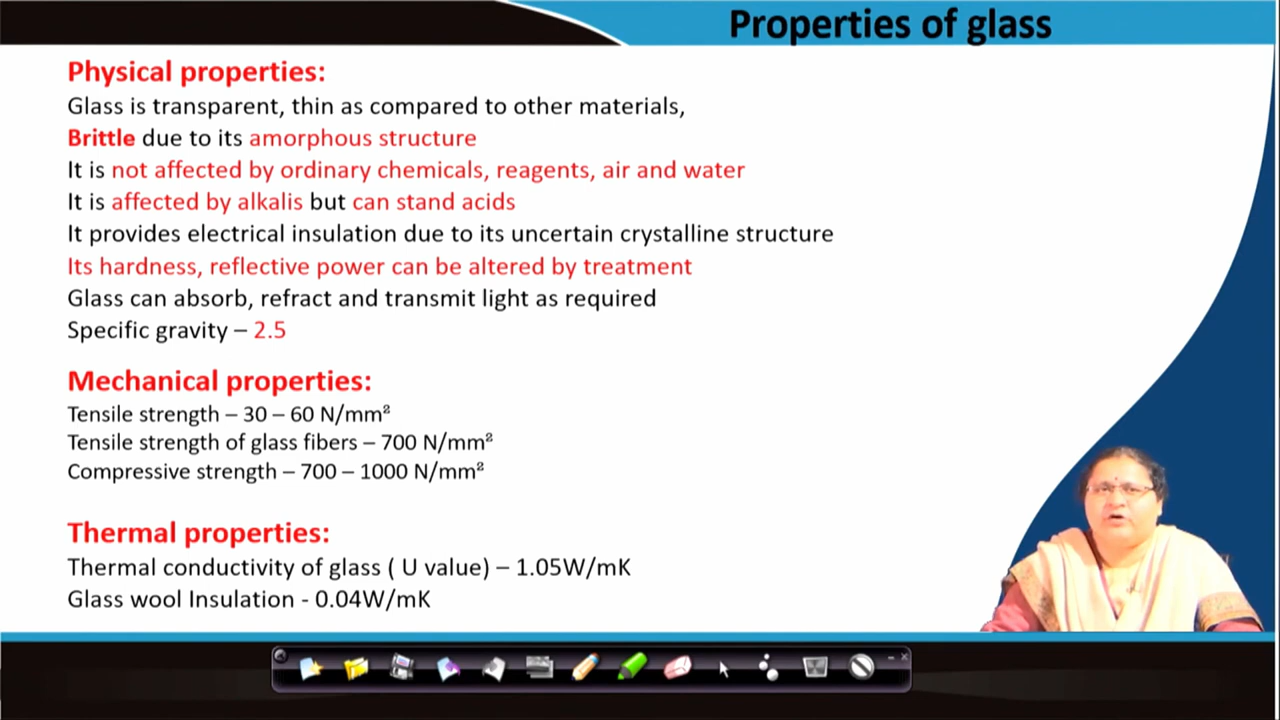 Properties of glass
Physical properties:
Glass is transparent, thin as compared to other materials,
Brittle due to its amorphous structure
It is not affected by ordinary chemicals, reagents, air and water
It is affected by alkalis but can stand acids
It provides electrical insulation due to its uncertain crystalline structure
Its hardness, reflective power can be altered by treatment
Glass can absorb, refract and transmit light as required
Specific gravity – 2.5
Mechanical properties:
Tensile strength – 30 – 60 N/mm²
Tensile strength of glass fibers – 700 N/mm²
Compressive strength – 700 – 1000 N/mm²
Thermal properties:
Thermal conductivity of glass ( U value) – 1.05W/mK
Glass wool Insulation - 0.04W/mK